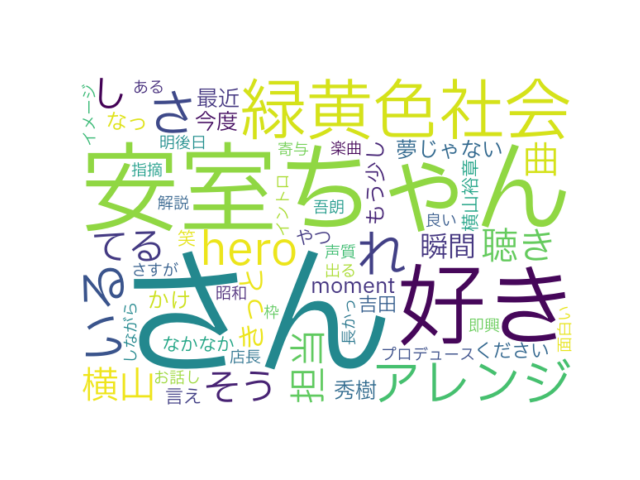 し
ある
さ
最近
緑黄色社会
イメージ
なっ
今度
明後日
寄与
楽曲
もう少し
夢じゃない
曲
安室ちゃん
指摘
解説
イントロ
吾朗
良い
横山裕章
いる
てる
笑
hero
やつ
声質
れ
瞬間
聴き
さん
さすが
出る
moment
好き
しながら
かけ
昭和
きっと
枠
長かっ
吉田
即興
面白い
なかなか
店長
担当
プロデュース
ください
横山
お話し
言え
そう
秀樹
アレンジ